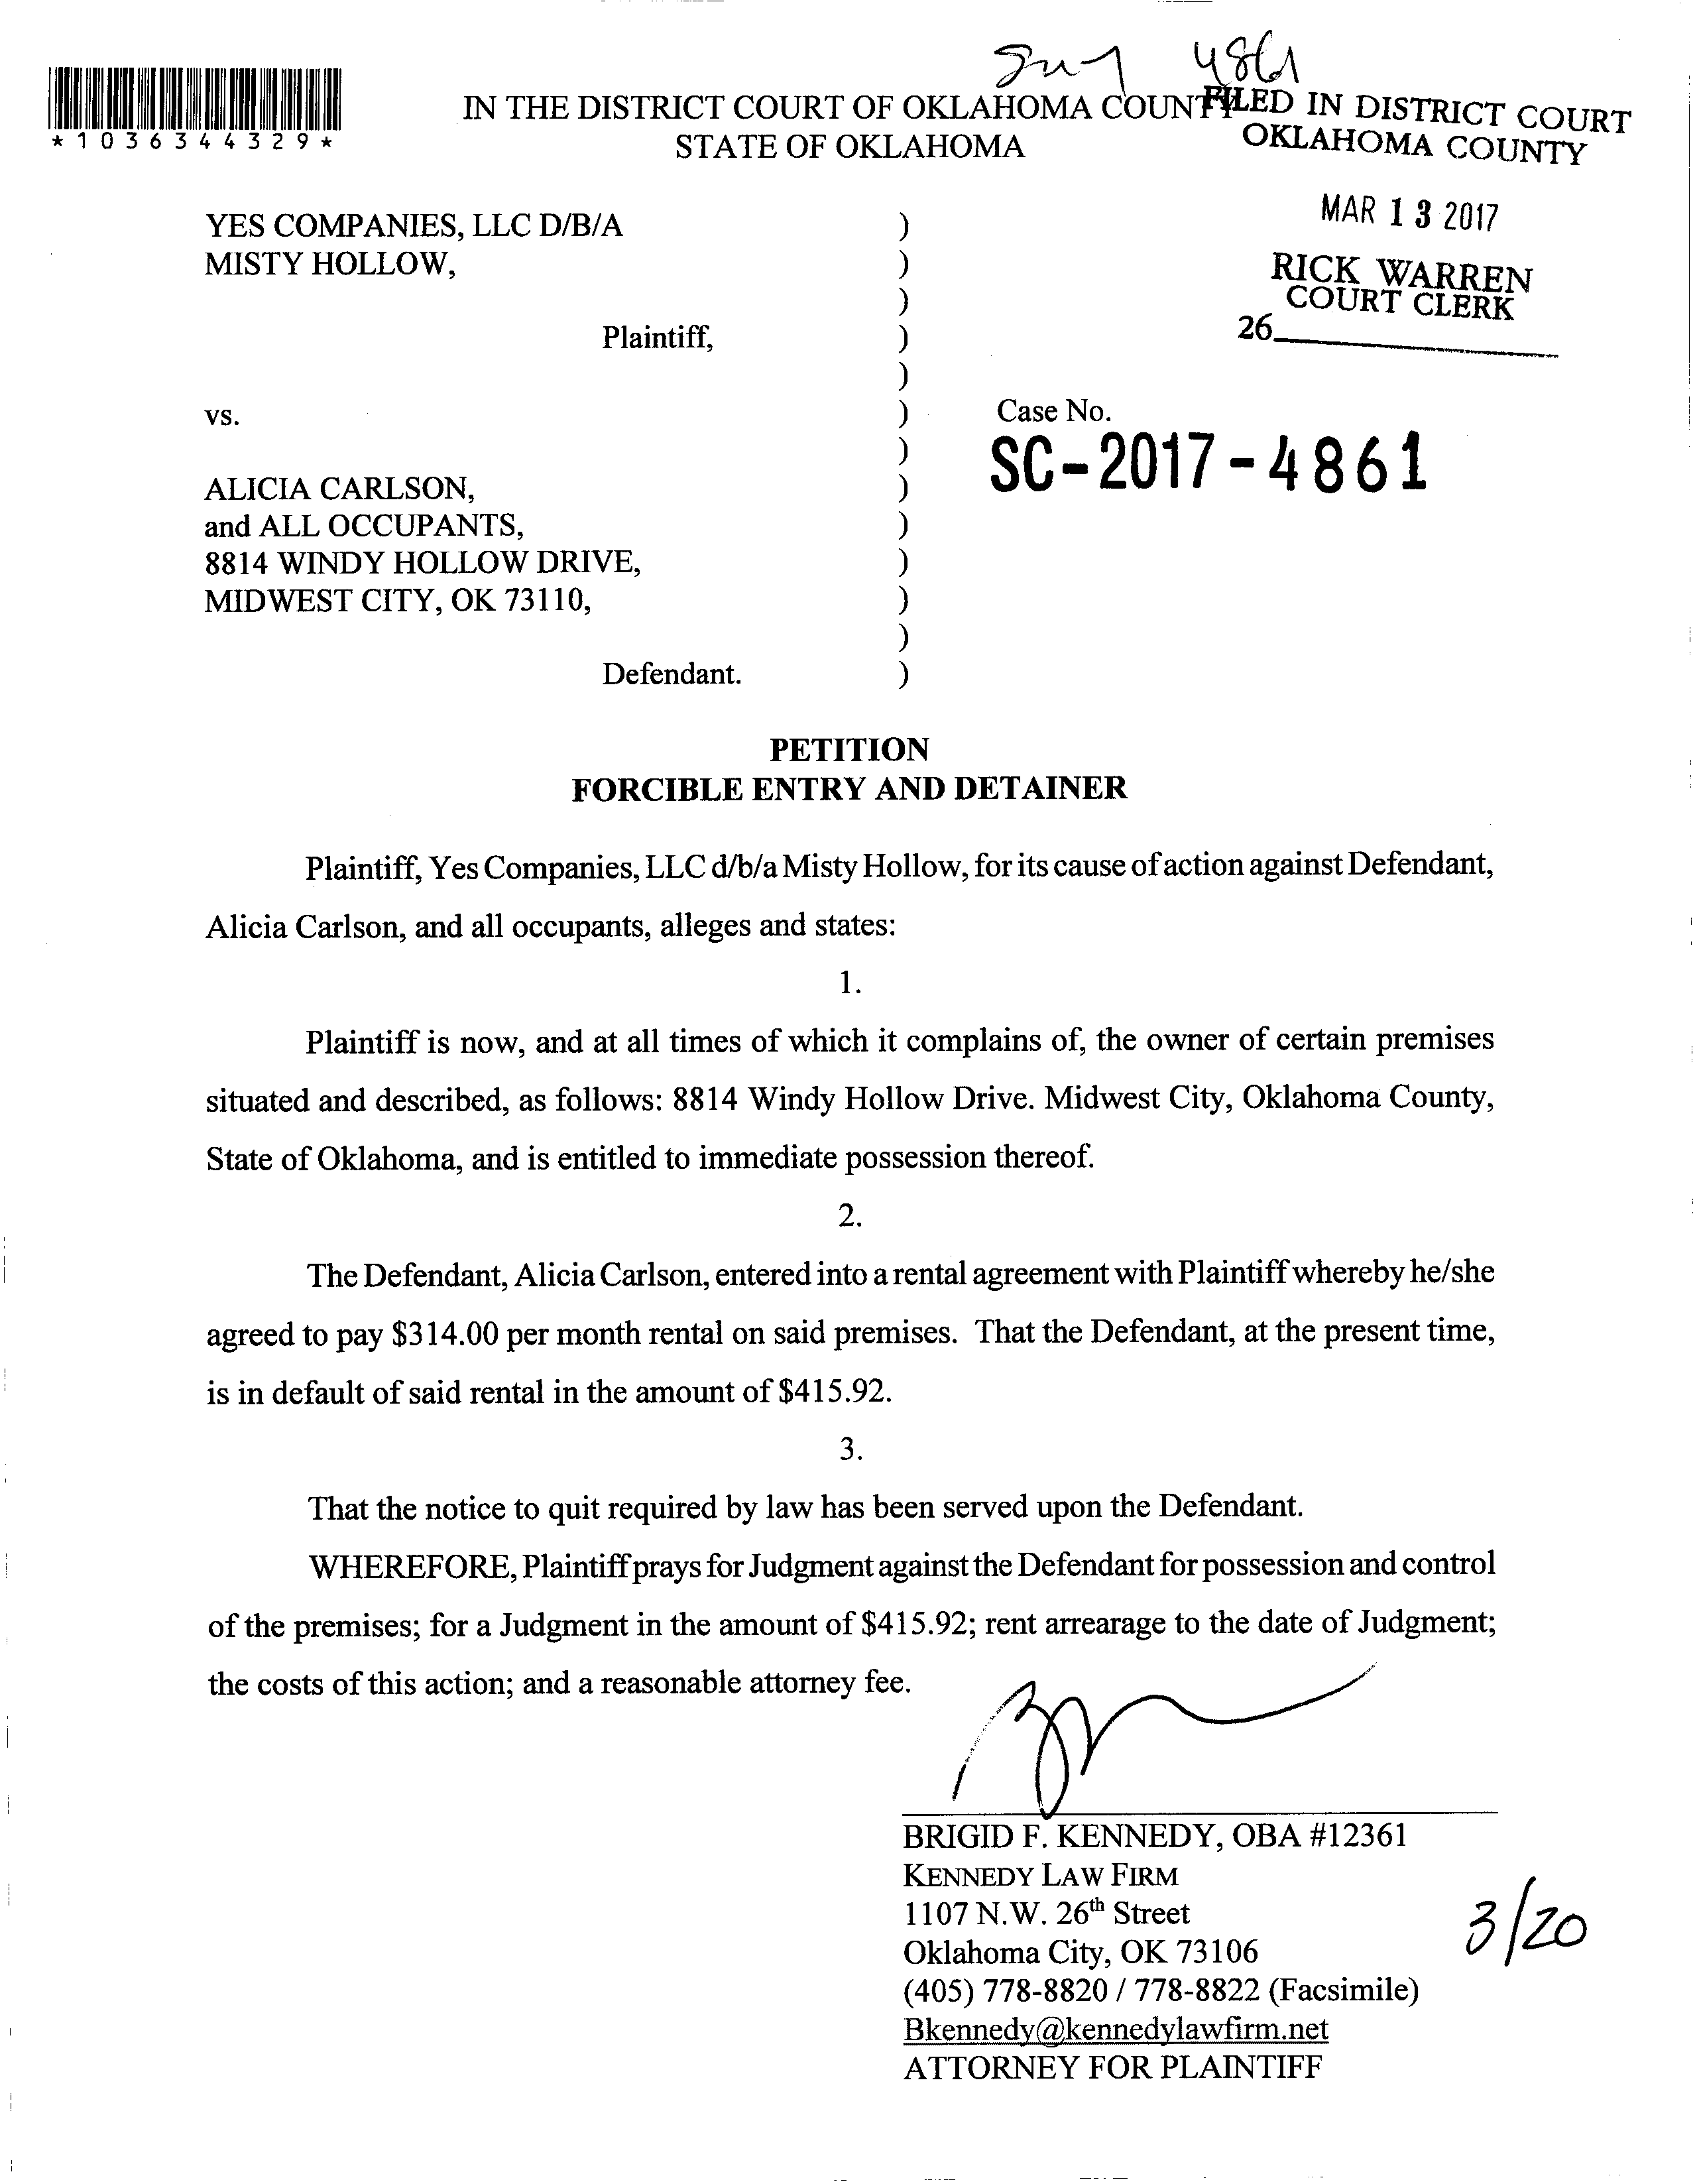 4861
*1036344329*
IN THE DISTRICT COURT OF OKLAHOMA COUNTY
STATE OF OKLAHOMA
FILED IN DISTRICT COURT
OKLAHOMA COUNTY
MAR 13 2017
RICK WARREN
COURT CLERK
26
YES COMPANIES, LLC D/B/A )
MISTY HOLLOW, )
)
Plaintiff, )
)
vs. )
)
ALICIA CARLSON, )
and ALL OCCUPANTS, )
8814 WINDY HOLLOW DRIVE, )
MIDWEST CITY, OK 73110, )
)
Defendant. )
Case No.
SC-2017-4861
PETITION
FORCIBLE ENTRY AND DETAINER
Plaintiff, Yes Companies, LLC d/b/a Misty Hollow, for its cause of action against Defendant,
Alicia Carlson, and all occupants, alleges and states:
1.
Plaintiff is now, and at all times of which it complains of, the owner of certain premises
situated and described, as follows: 8814 Windy Hollow Drive. Midwest City, Oklahoma County,
State of Oklahoma, and is entitled to immediate possession thereof.
2.
The Defendant, Alicia Carlson, entered into a rental agreement with Plaintiff whereby he/she
agreed to pay $314.00 per month rental on said premises. That the Defendant, at the present time,
is in default of said rental in the amount of $415.92.
3.
That the notice to quit required by law has been served upon the Defendant.
WHEREFORE, Plaintiff prays for Judgment against the Defendant for possession and control
of the premises; for a Judgment in the amount of $415.92; rent arrearage to the date of Judgment;
the costs of this action; and a reasonable attorney fee.
BRIGID F. KENNEDY, OBA #12361
KENNEDY LAW FIRM
1107 N.W. 26th Street
Oklahoma City, OK 73106
(405) 778-8820 / 778-8822 (Facsimile)
Bkennedy@kennedylawfirm.net
ATTORNEY FOR PLAINTIFF
3/20